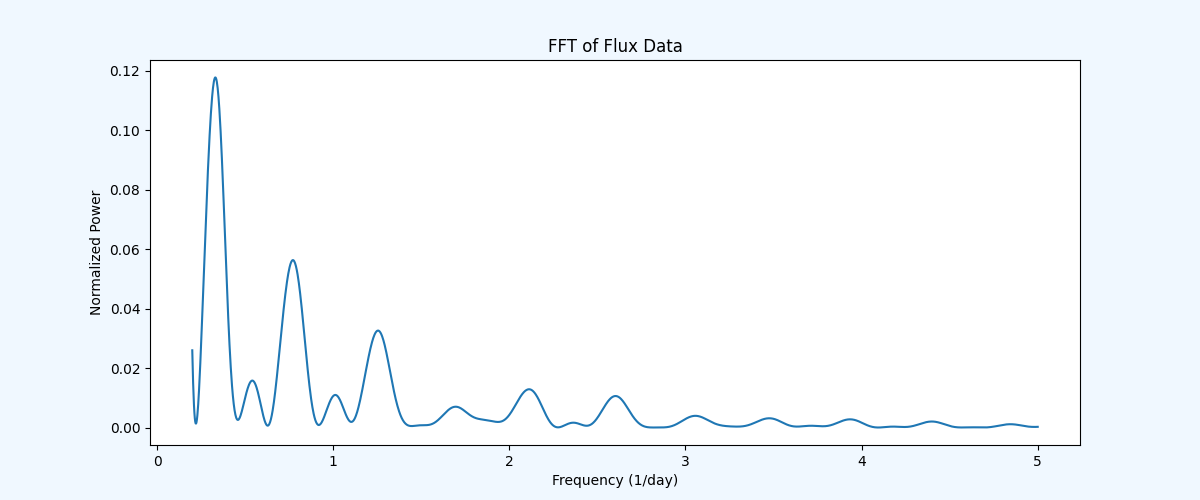 FFT of Flux Data
Normalized Power
0.12
0.10
0.08
0.06
0.04
0.02
0.00
0 1 2 3 4 5
Frequency (1/day)